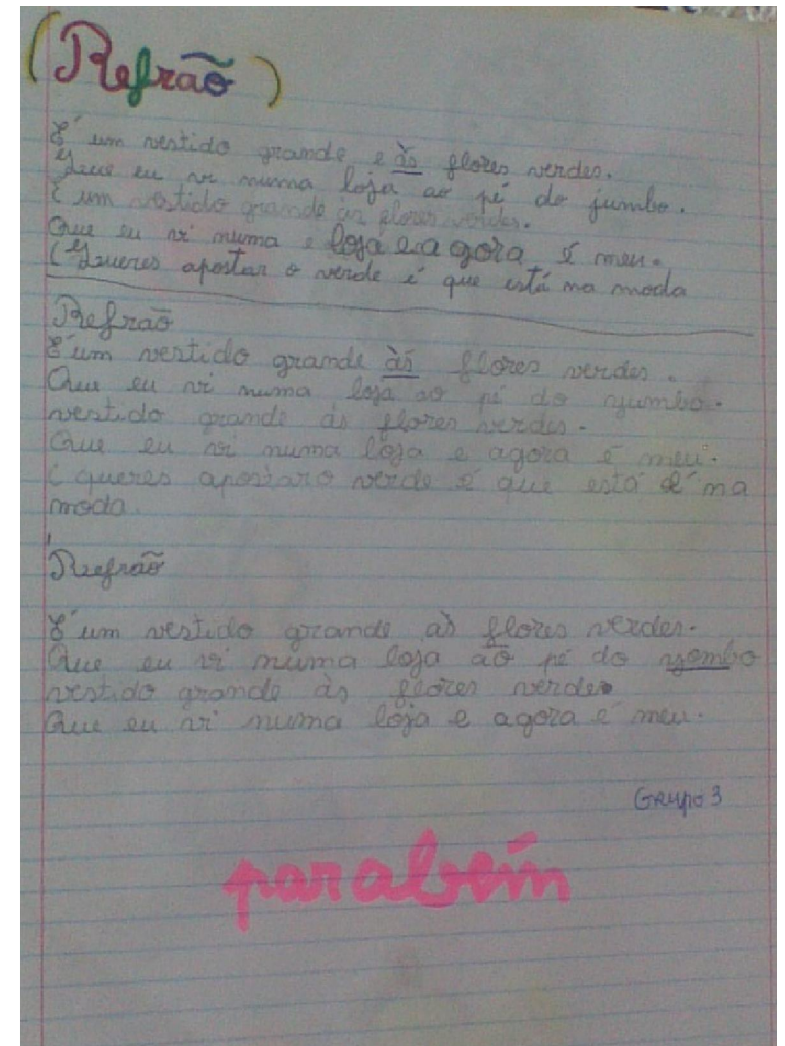 (Refrão)
É um vestido grande e às flores verdes.
Que eu vi numa loja ao pé do jumbo.
É um vestido grande às flores verdes.
Que eu vi numa e loja e agora é meu.
(Queres apostar o verde é que está na moda
Refrão
É um vestido grande às flores verdes.
Que eu vi numa loja ao pé do yumbo.
vestido grande às flores verdes.
Que eu vi numa loja e agora é meu.
E queres apostar o verde é que está é na
moda.
Refrão
É um vestido grande às flores verdes.
Que eu vi numa loja ao pé do yombo
vestido grande às flores verdes
Que eu vi numa loja e agora é meu.
Grupo 3
parabéin